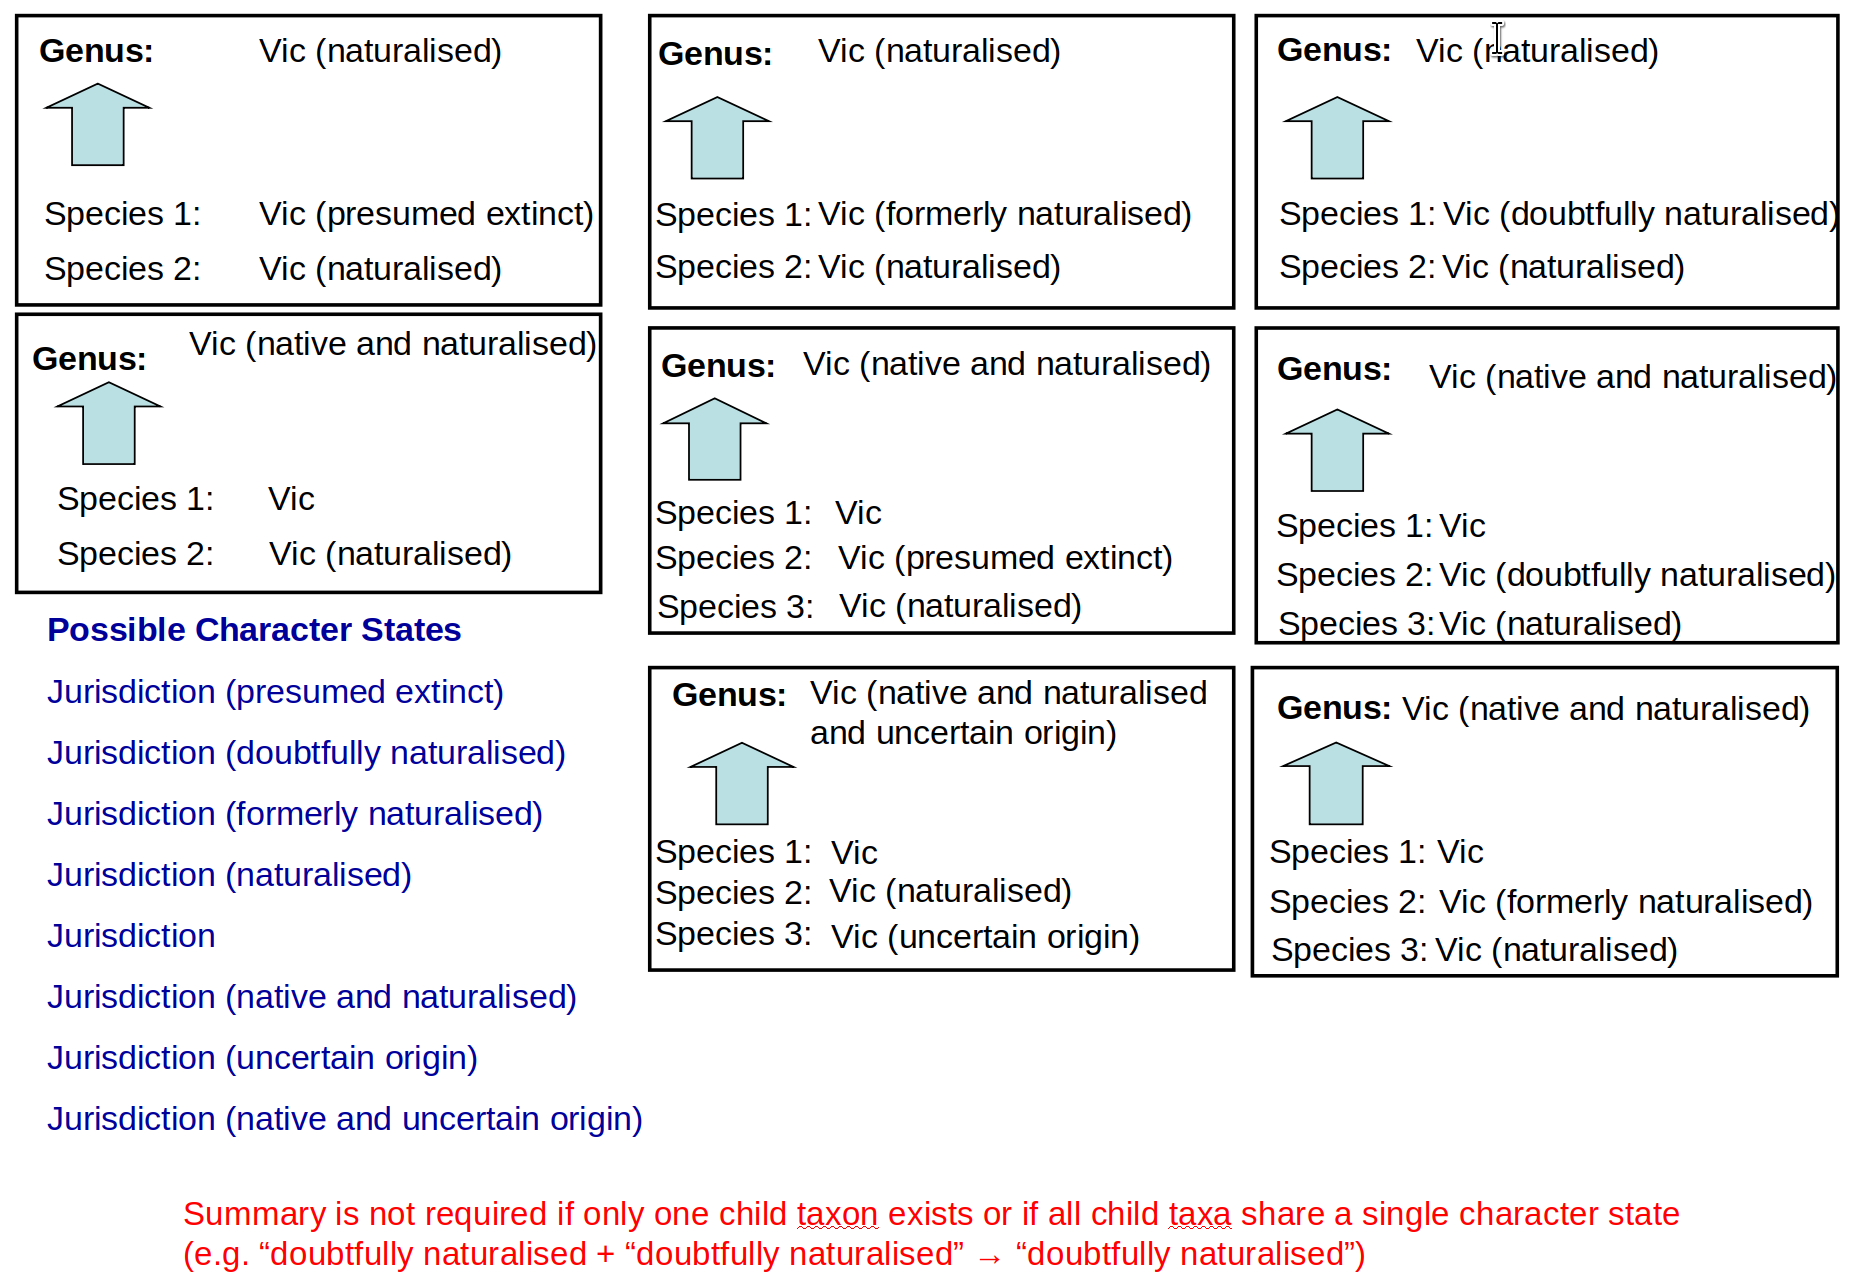 Genus: Vic (naturalised)
Species 1: Vic (presumed extinct)
Species 2: Vic (naturalised)
Genus: Vic (naturalised)
Species 1: Vic (formerly naturalised)
Species 2: Vic (naturalised)
Genus: Vic (naturalised)
Species 1: Vic (doubtfully naturalised)
Species 2: Vic (naturalised)
Genus: Vic (native and naturalised)
Species 1: Vic
Species 2: Vic (naturalised)
Genus: Vic (native and naturalised)
Species 1: Vic
Species 2: Vic (presumed extinct)
Species 3: Vic (naturalised)
Genus: Vic (native and naturalised)
Species 1: Vic
Species 2: Vic (doubtfully naturalised)
Species 3: Vic (naturalised)
Possible Character States
Jurisdiction (presumed extinct)
Jurisdiction (doubtfully naturalised)
Jurisdiction (formerly naturalised)
Jurisdiction (naturalised)
Jurisdiction
Jurisdiction (native and naturalised)
Jurisdiction (uncertain origin)
Jurisdiction (native and uncertain origin)
Genus: Vic (native and naturalised
and uncertain origin)
Species 1: Vic
Species 2: Vic (naturalised)
Species 3: Vic (uncertain origin)
Genus: Vic (native and naturalised)
Species 1: Vic
Species 2: Vic (formerly naturalised)
Species 3: Vic (naturalised)
Summary is not required if only one child taxon exists or if all child taxa share a single character state
(e.g. “doubtfully naturalised + “doubtfully naturalised” → “doubtfully naturalised”)